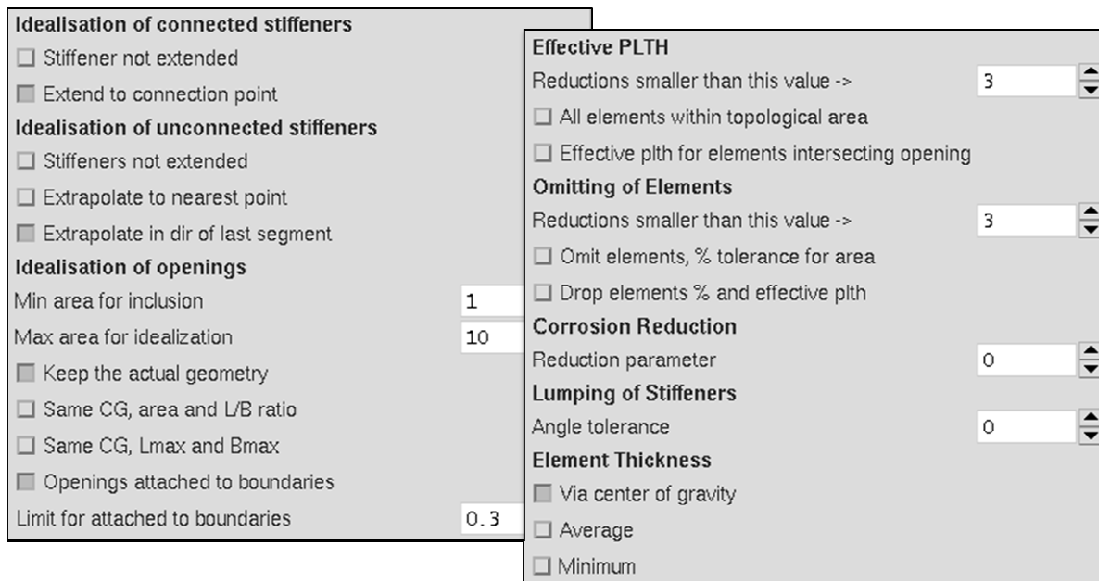 Idealisation of connected stiffeners
Stiffener not extended
Extend to connection point
Idealisation of unconnected stiffeners
Stiffeners not extended
Extrapolate to nearest point
Extrapolate in dir of last segment
Idealisation of openings
Min area for inclusion 1
Max area for idealization 10
Keep the actual geometry
Same CG, area and L/B ratio
Same CG, Lmax and Bmax
Openings attached to boundaries
Limit for attached to boundaries 0.3
Effective PLTH
Reductions smaller than this value -> 3
All elements within topological area
Effective plth for elements intersecting opening
Omitting of Elements
Reductions smaller than this value -> 3
Omit elements, % tolerance for area
Drop elements % and effective plth
Corrosion Reduction
Reduction parameter 0
Lumping of Stiffeners
Angle tolerance 0
Element Thickness
Via center of gravity
Average
Minimum